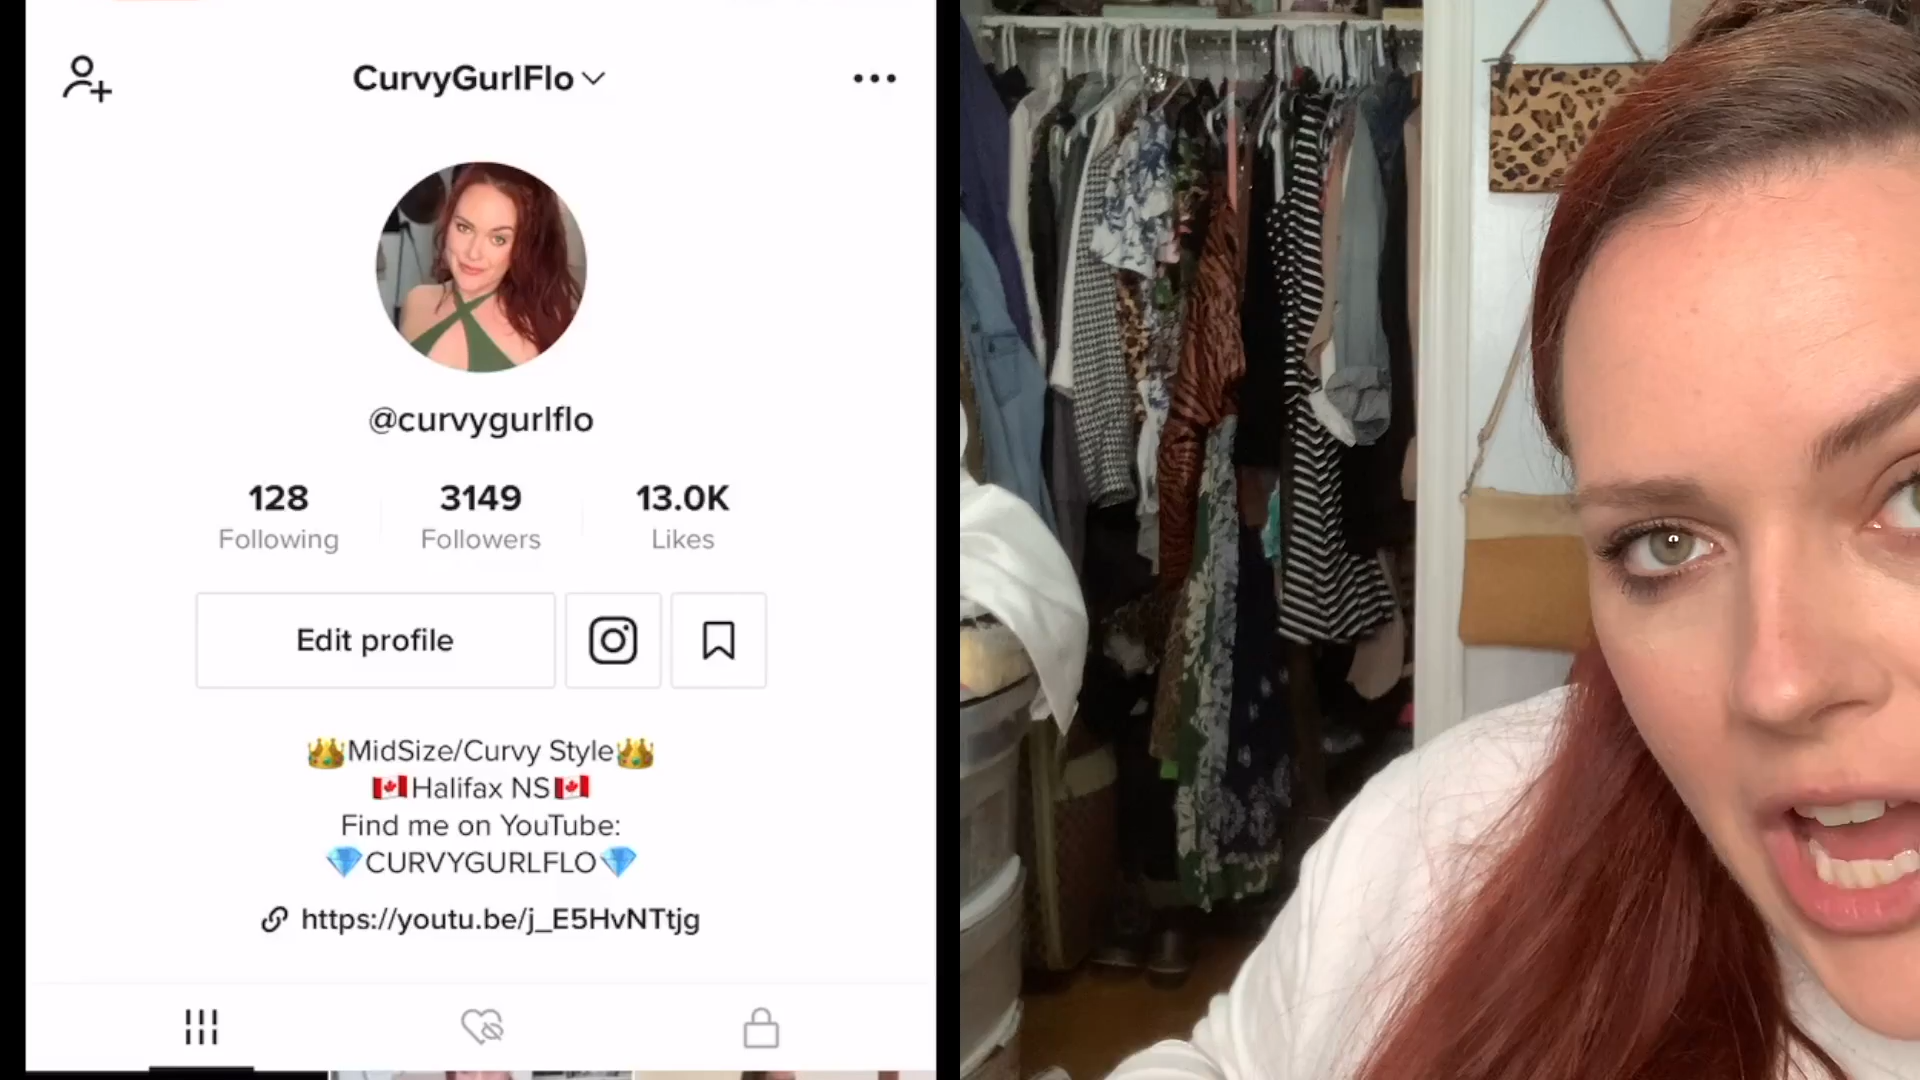 CurvyGurlFlo
@curvygurlflo
128 3149 13.0K
Following Followers Likes
Edit profile
👑MidSize/Curvy Style👑
🇨🇦Halifax NS🇨🇦
Find me on YouTube:
💎CURVYGURLFLO💎
https://youtu.be/j_E5HvNTtjg